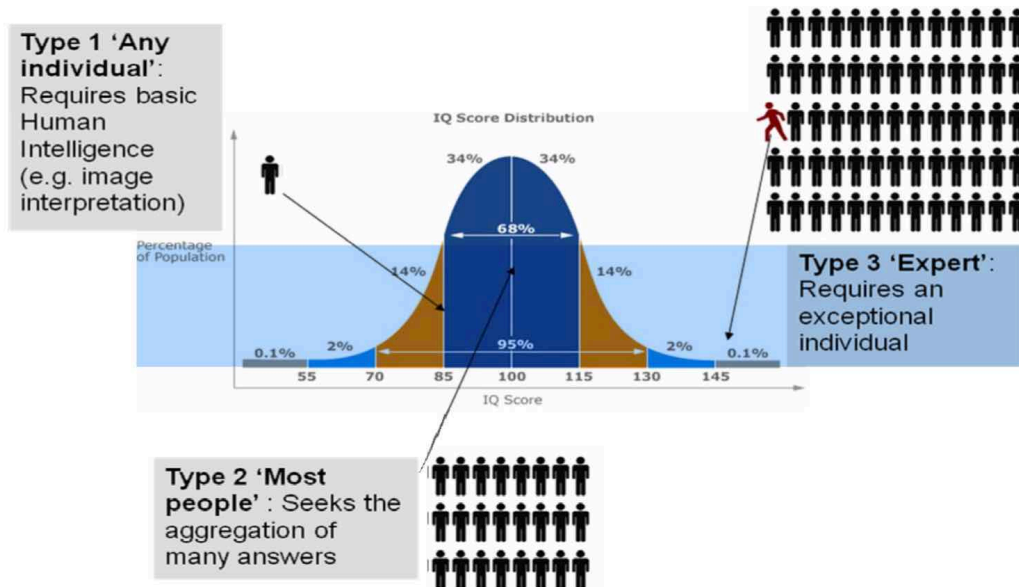 Type 1 ‘Any
individual’:
Requires basic
Human
Intelligence
(e.g. image
interpretation)
IQ Score Distribution
34% 34%
68%
Percentage
of Population
14% 14%
95%
0.1% 2% 2% 0.1%
55 70 85 100 115 130 145
IQ Score
Type 3 ‘Expert’:
Requires an
exceptional
individual
Type 2 ‘Most
people’ : Seeks the
aggregation of
many answers